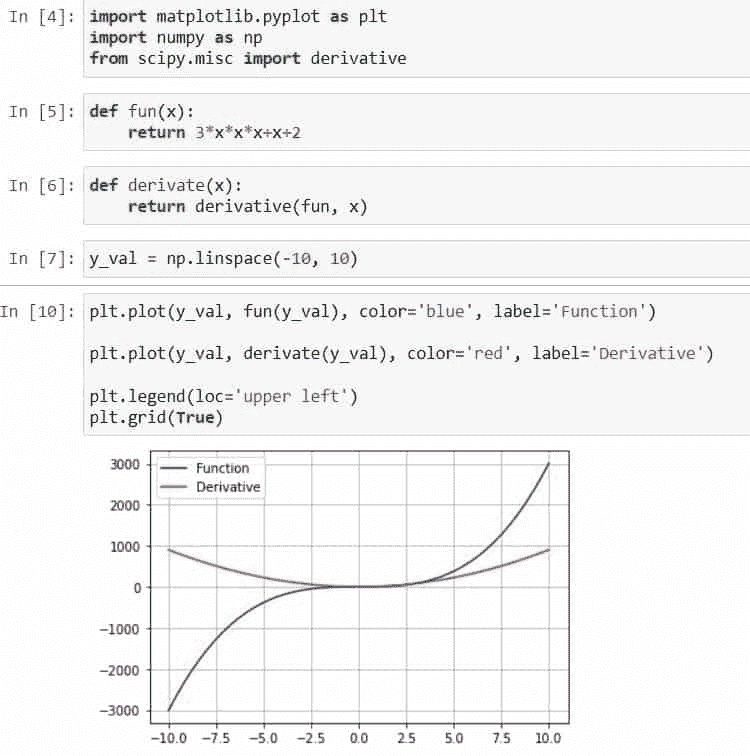 In [4]: import matplotlib.pyplot as plt
import numpy as np
from scipy.misc import derivative
In [5]: def fun(x):
return 3*x*x*x+x+2
In [6]: def derivate(x):
return derivative(fun, x)
In [7]: y_val = np.linspace(-10, 10)
In [10]: plt.plot(y_val, fun(y_val), color='blue', label='Function')
plt.plot(y_val, derivate(y_val), color='red', label='Derivative')
plt.legend(loc='upper left')
plt.grid(True)
Function
Derivative
3000
2000
1000
0
−1000
−2000
−3000
−10.0 −7.5 −5.0 −2.5 0.0 2.5 5.0 7.5 10.0